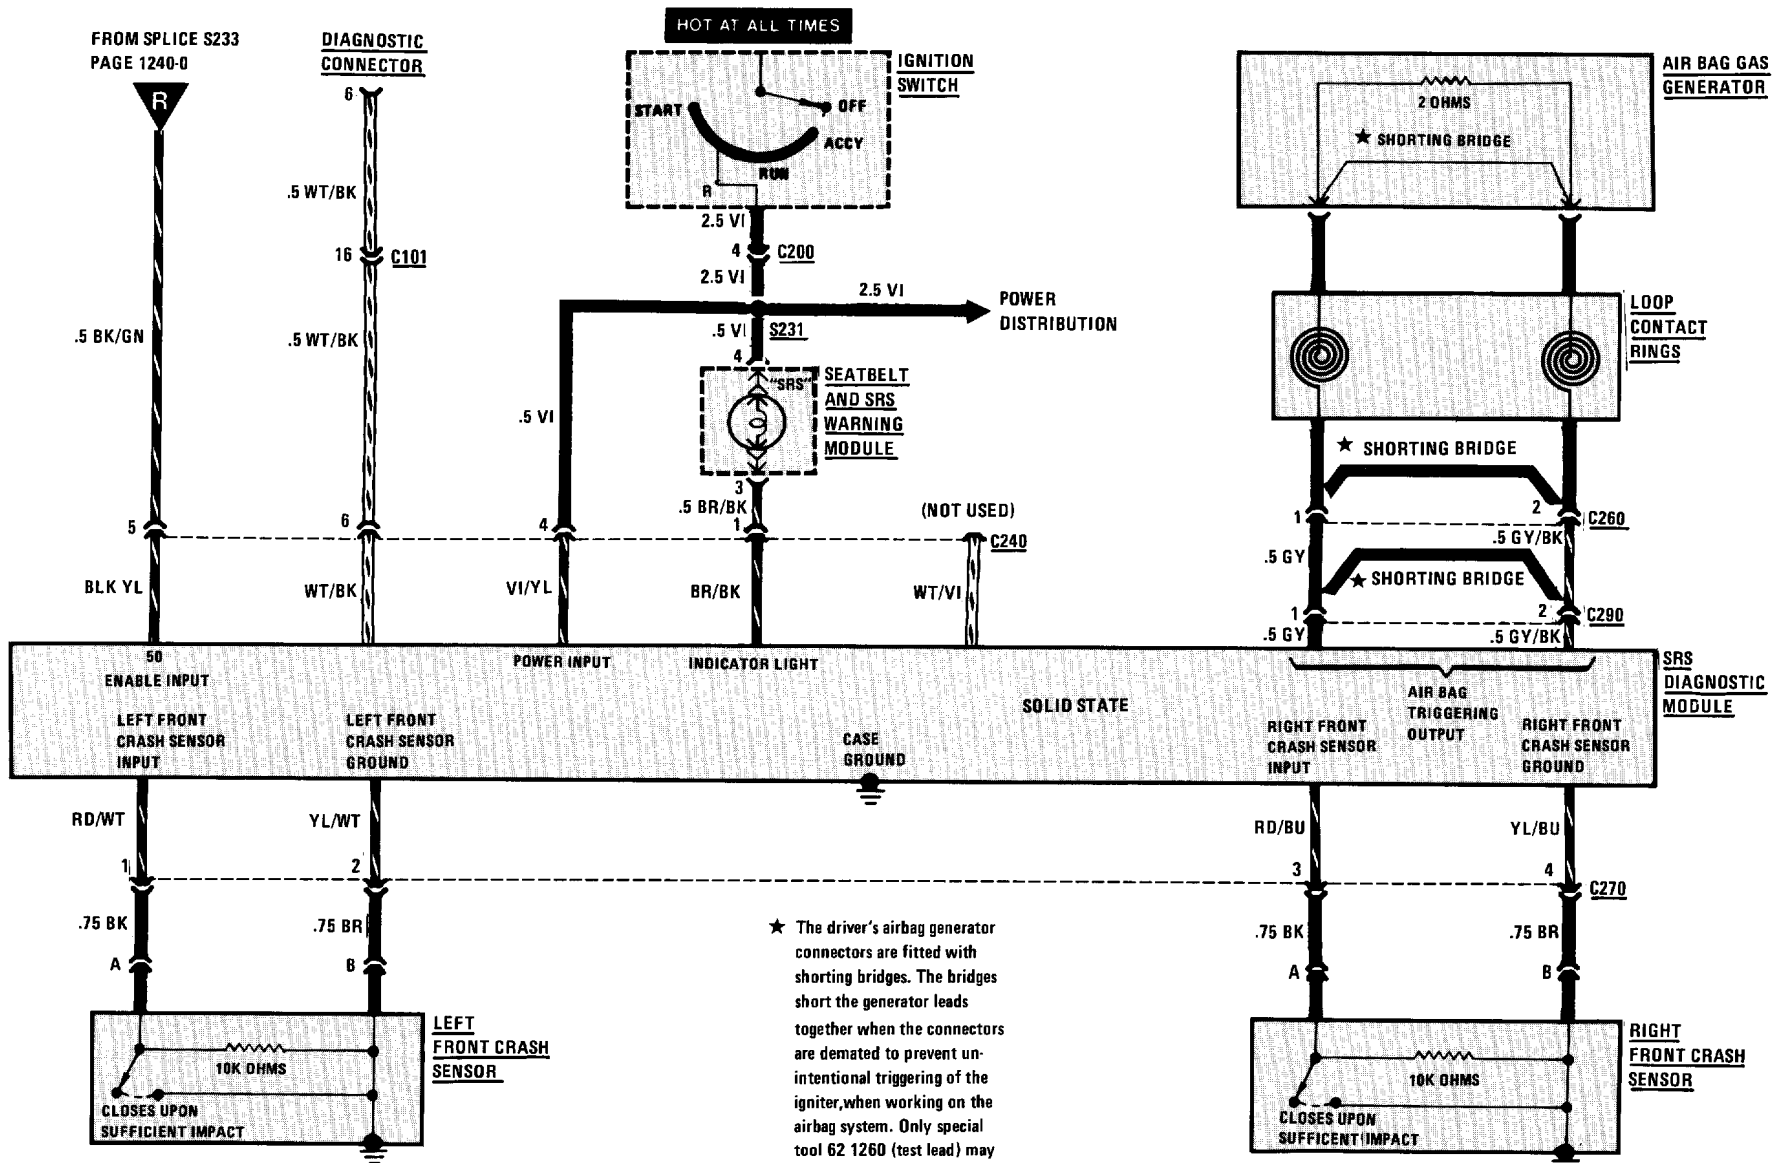 HOT AT ALL TIMES
FROM SPLICE S233
PAGE 1240-0
R
DIAGNOSTIC
CONNECTOR
6
IGNITION
SWITCH
START
OFF
ACCY
RUN
R
AIR BAG GAS
GENERATOR
2 OHMS
★ SHORTING BRIDGE
.5 WT/BK
16
C101
2.5 VI
4
C200
2.5 VI
2.5 VI
POWER
DISTRIBUTION
LOOP
CONTACT
RINGS
.5 BK/GN
.5 WT/BK
.5 VI
S231
4
"SRS"
SEATBELT
AND SRS
WARNING
MODULE
.5 VI
★ SHORTING BRIDGE
3
.5 BR/BK
(NOT USED)
5
6
4
1
C240
1
2
C260
.5 GY
.5 GY/BK
★ SHORTING BRIDGE
BLK YL
WT/BK
VI/YL
BR/BK
WT/VI
1
2
C290
.5 GY
.5 GY/BK
50
ENABLE INPUT
POWER INPUT
INDICATOR LIGHT
SOLID STATE
SRS
DIAGNOSTIC
MODULE
LEFT FRONT
CRASH SENSOR
INPUT
LEFT FRONT
CRASH SENSOR
GROUND
CASE
GROUND
RIGHT FRONT
CRASH SENSOR
INPUT
AIR BAG
TRIGGERING
OUTPUT
RIGHT FRONT
CRASH SENSOR
GROUND
RD/WT
YL/WT
RD/BU
YL/BU
1
2
3
4
C270
.75 BK
.75 BR
.75 BK
.75 BR
A
B
A
B
LEFT
FRONT CRASH
SENSOR
10K OHMS
CLOSES UPON
SUFFICIENT IMPACT
★ The driver's airbag generator
connectors are fitted with
shorting bridges. The bridges
short the generator leads
together when the connectors
are demated to prevent un-
intentional triggering of the
igniter,when working on the
airbag system. Only special
tool 62 1260 (test lead) may
RIGHT
FRONT CRASH
SENSOR
10K OHMS
CLOSES UPON
SUFFICENT IMPACT